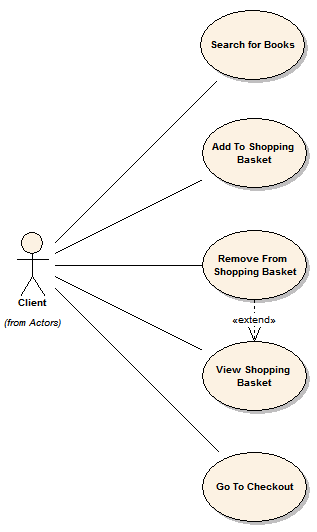 Search for Books
Add To Shopping
Basket
Remove From
Shopping Basket
Client
(from Actors)
«extend»
View Shopping
Basket
Go To Checkout